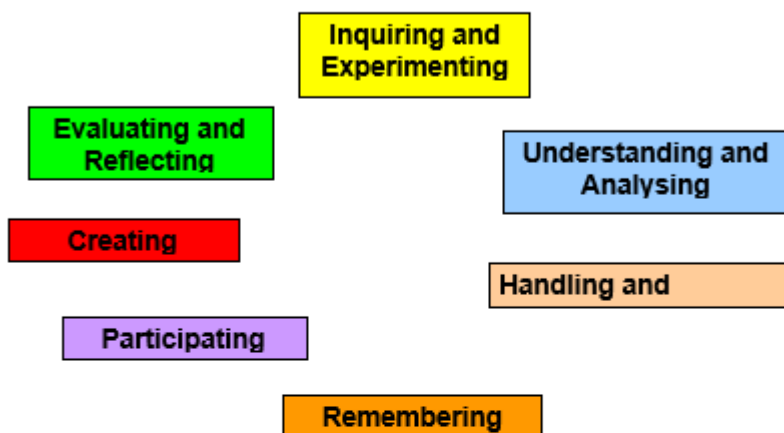 Inquiring and
Experimenting
Evaluating and
Reflecting
Understanding and
Analysing
Creating
Handling and
Participating
Remembering